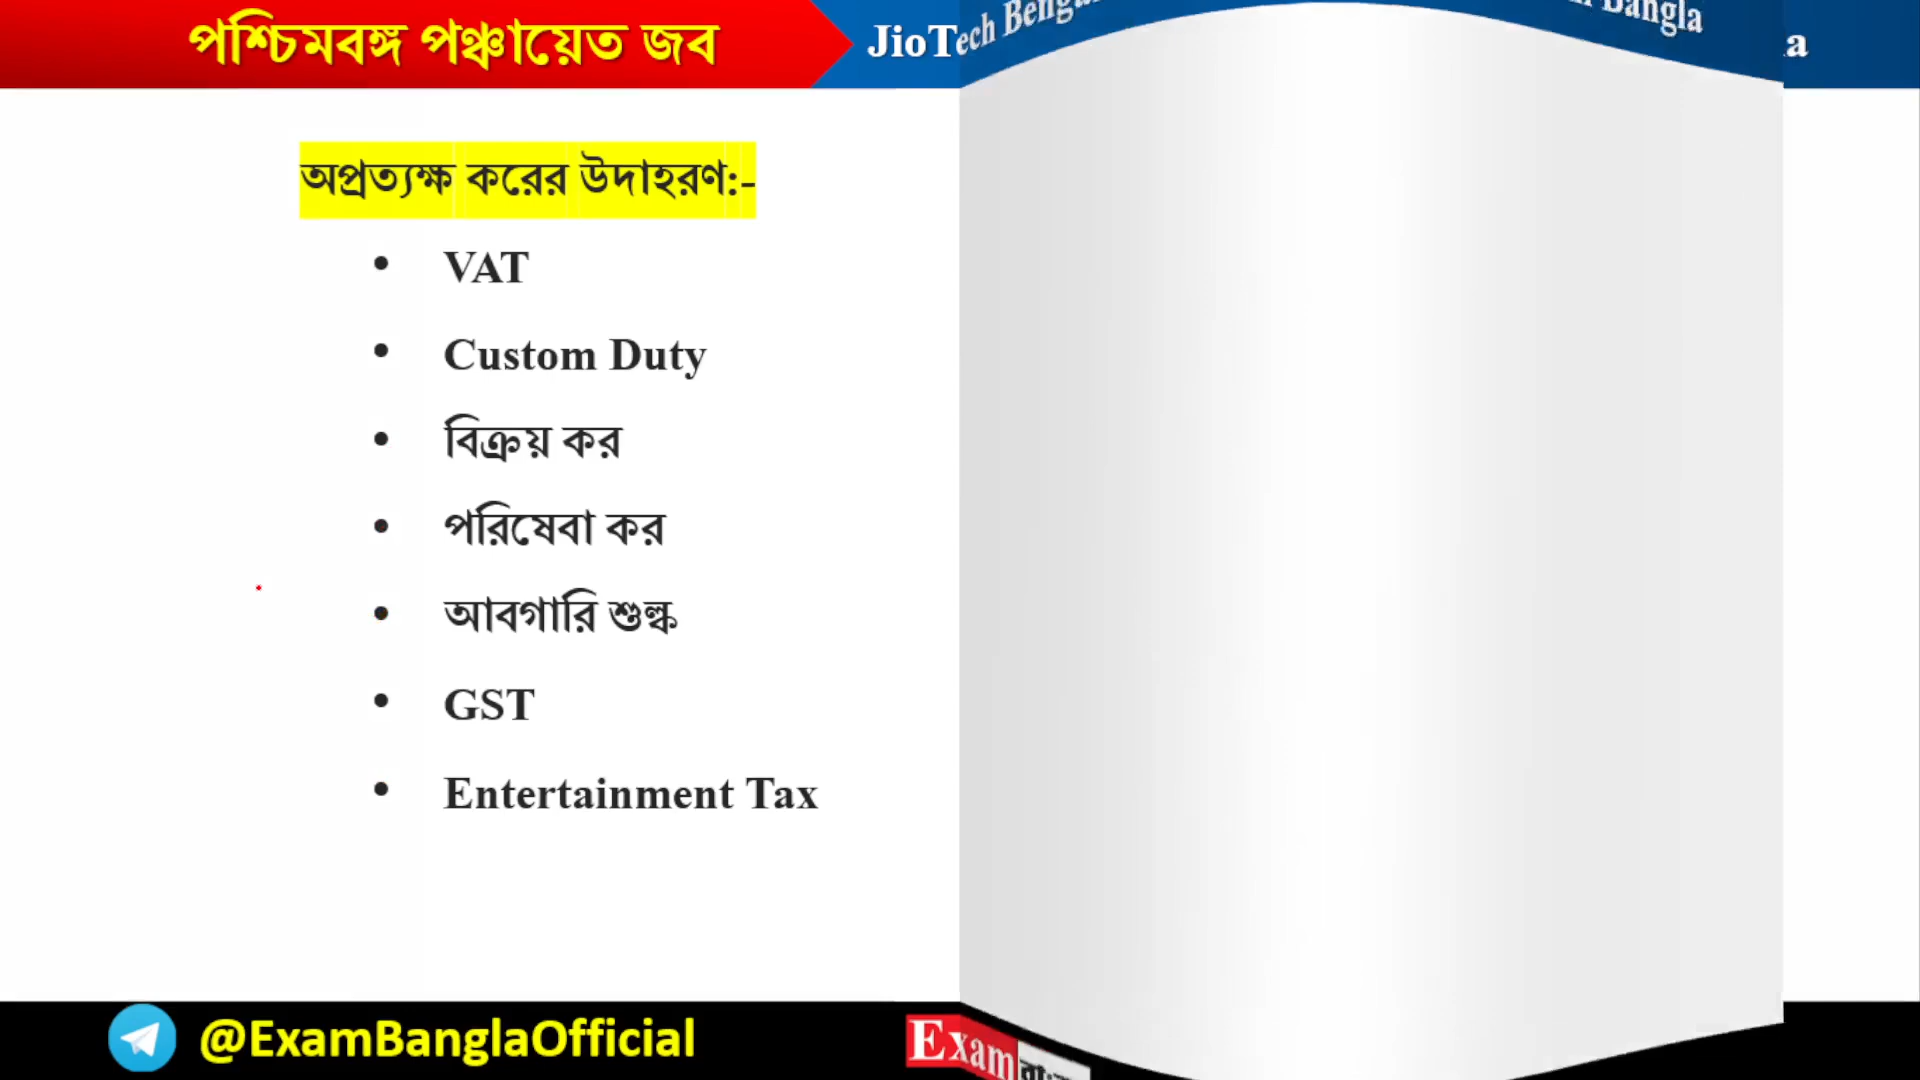 পশ্চিমবঙ্গ পঞ্চায়েত জব
JioTech
Bangla
অপ্রত্যক্ষ করের উদাহরণ:-
• VAT
• Custom Duty
• বিক্রয় কর
• পরিষেবা কর
• আবগারি শুল্ক
• GST
• Entertainment Tax
@ExamBanglaOfficial
Exam